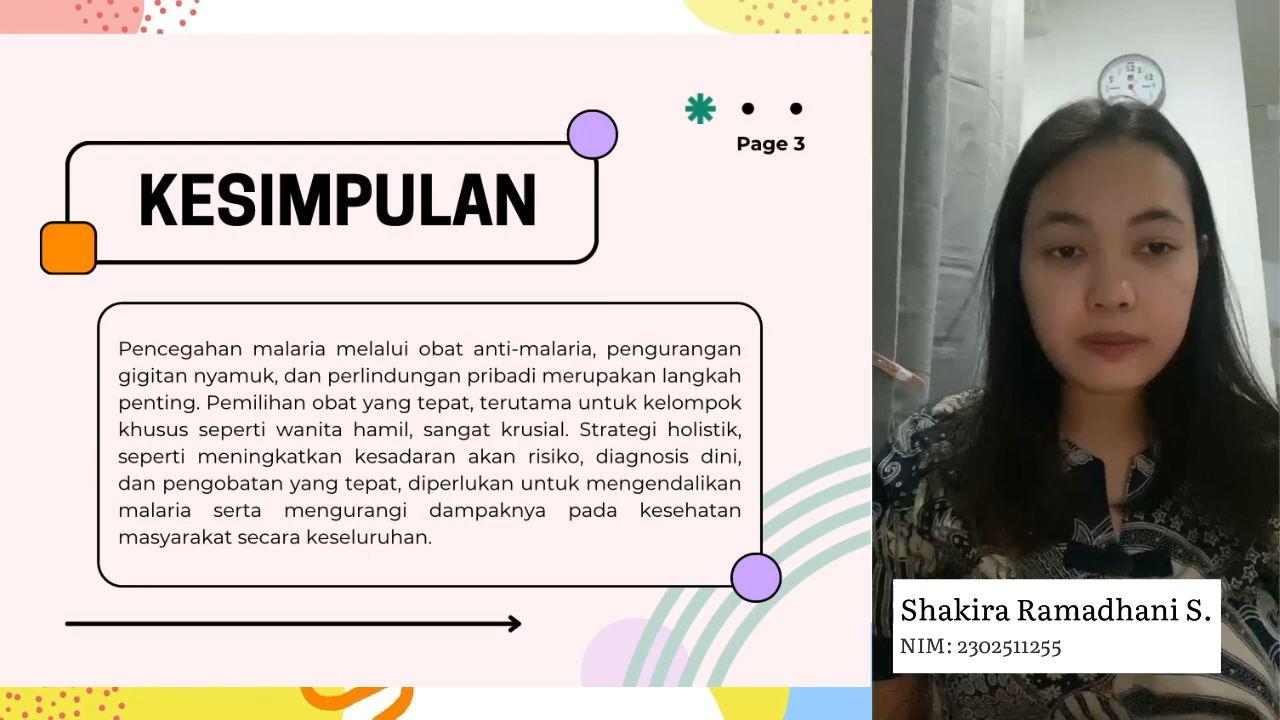 Page 3
KESIMPULAN
Pencegahan malaria melalui obat anti-malaria, pengurangan
gigitan nyamuk, dan perlindungan pribadi merupakan langkah
penting. Pemilihan obat yang tepat, terutama untuk kelompok
khusus seperti wanita hamil, sangat krusial. Strategi holistik,
seperti meningkatkan kesadaran akan risiko, diagnosis dini,
dan pengobatan yang tepat, diperlukan untuk mengendalikan
malaria serta mengurangi dampaknya pada kesehatan
masyarakat secara keseluruhan.
Shakira Ramadhani S.
NIM: 2302511255